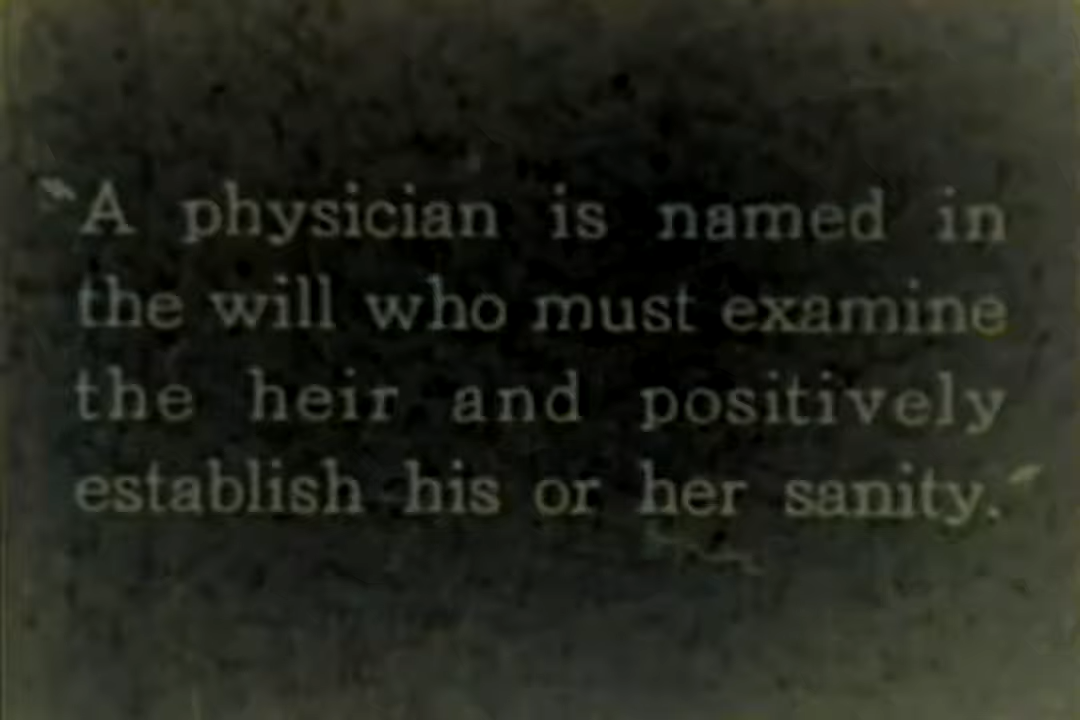 "A physician is named in
the will who must examine
the heir and positively
establish his or her sanity."